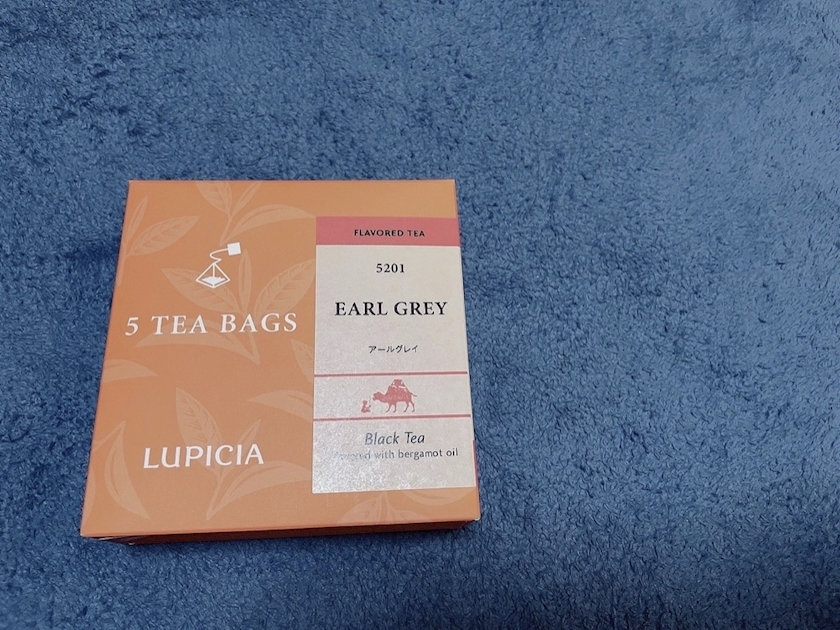 5 TEA BAGS
LUPICIA
FLAVORED TEA
5201
EARL GREY
アールグレイ
Black Tea
with bergamot oil